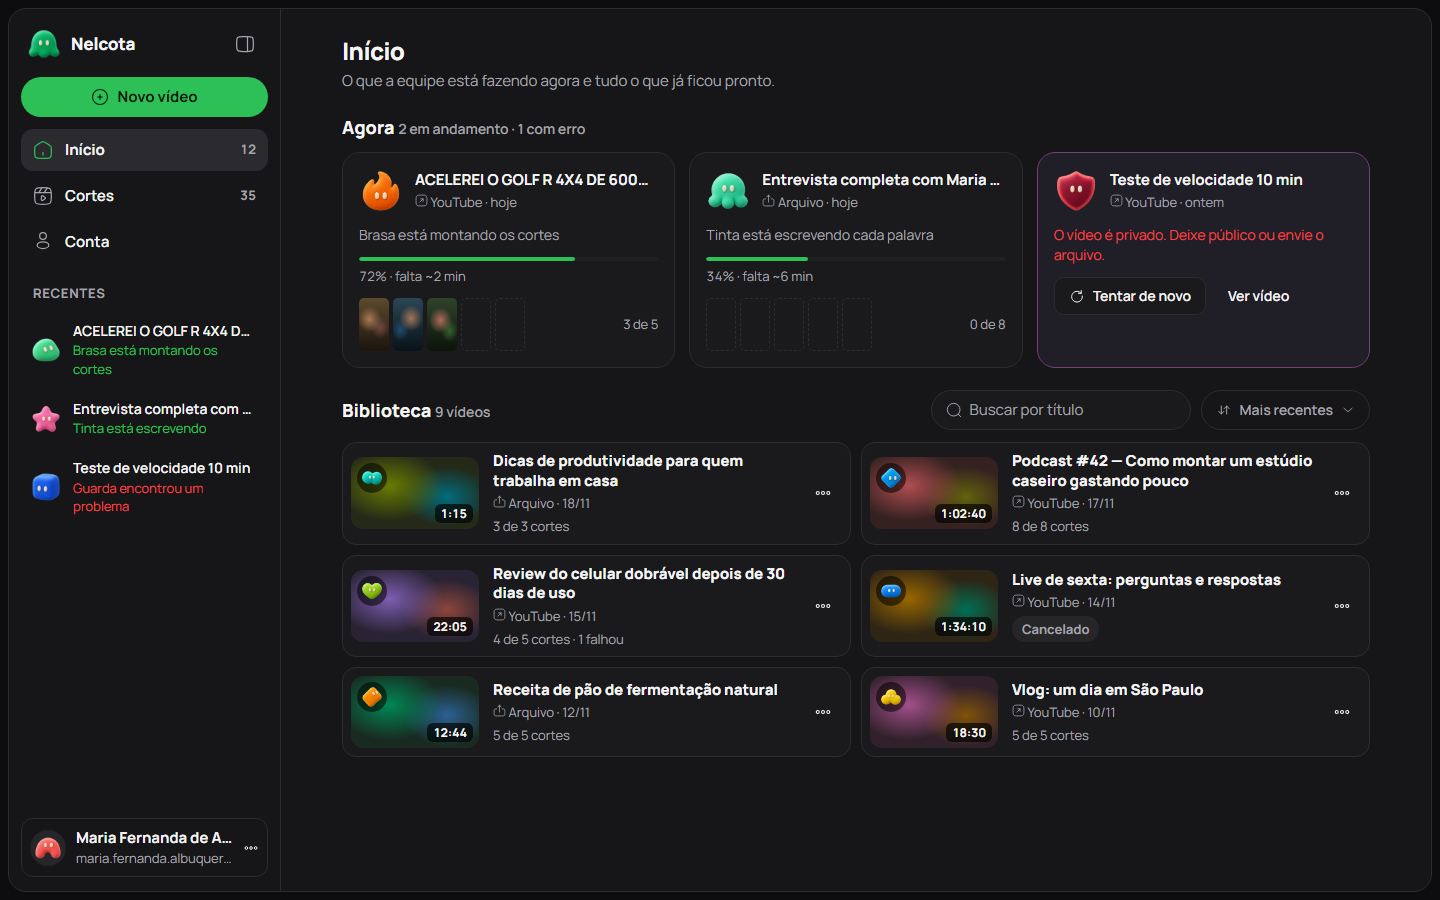 Nelcota
Novo vídeo
Início 12
Cortes 35
Conta
RECENTES
ACELEREI O GOLF R 4X4 D...
Brasa está montando os
cortes
Entrevista completa com ...
Tinta está escrevendo
Teste de velocidade 10 min
Guarda encontrou um
problema
Maria Fernanda de A...
maria.fernanda.albuquer...
Início
O que a equipe está fazendo agora e tudo o que já ficou pronto.
Agora 2 em andamento · 1 com erro
ACELEREI O GOLF R 4X4 DE 600...
YouTube · hoje
Brasa está montando os cortes
72% · falta ~2 min
3 de 5
Entrevista completa com Maria ...
Arquivo · hoje
Tinta está escrevendo cada palavra
34% · falta ~6 min
0 de 8
Teste de velocidade 10 min
YouTube · ontem
O vídeo é privado. Deixe público ou envie o
arquivo.
Tentar de novo
Ver vídeo
Biblioteca 9 vídeos
Buscar por título
Mais recentes
1:15
Dicas de produtividade para quem
trabalha em casa
Arquivo · 18/11
3 de 3 cortes
1:02:40
Podcast #42 — Como montar um estúdio
caseiro gastando pouco
YouTube · 17/11
8 de 8 cortes
22:05
Review do celular dobrável depois de 30
dias de uso
YouTube · 15/11
4 de 5 cortes · 1 falhou
1:34:10
Live de sexta: perguntas e respostas
YouTube · 14/11
Cancelado
12:44
Receita de pão de fermentação natural
Arquivo · 12/11
5 de 5 cortes
18:30
Vlog: um dia em São Paulo
YouTube · 10/11
5 de 5 cortes